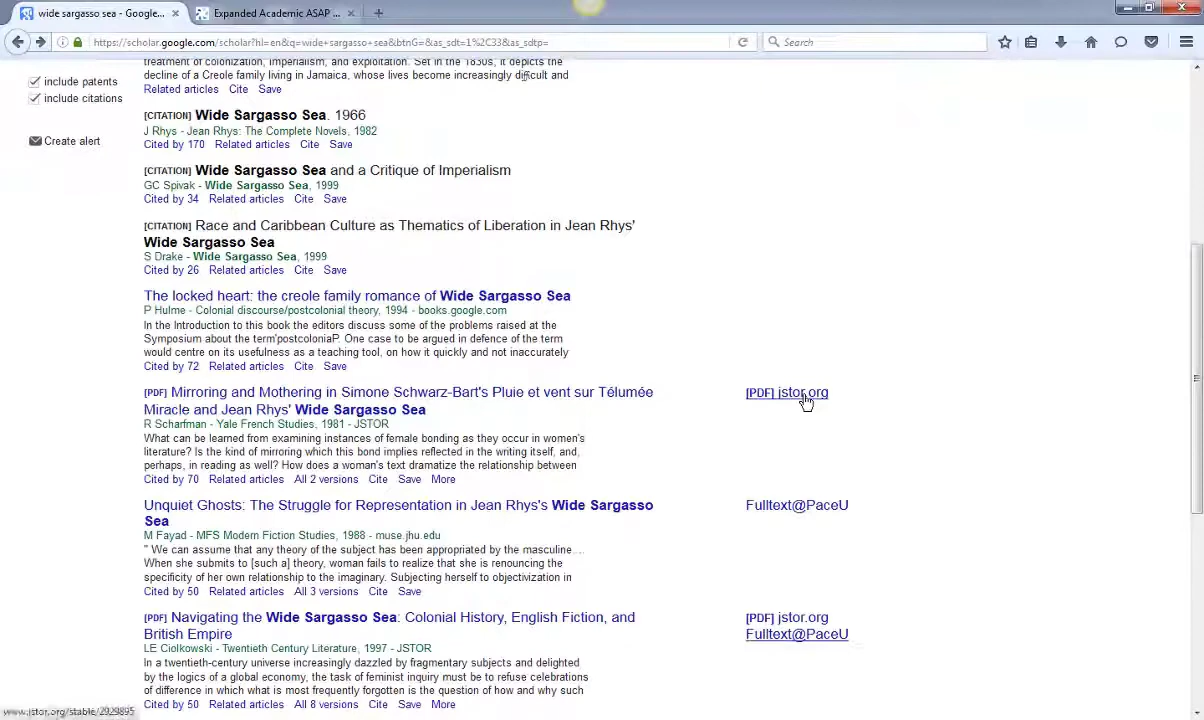 wide sargasso sea - Google...
Expanded Academic ASAP ...
https://scholar.google.com/scholar?hl=en&q=wide+sargasso+sea&btnG=&as_sdt=1%2C33&as_sdtp=
Search
include patents
include citations
Create alert
treatment of colonization, imperialism, and exploitation. Set in the 1830s, it depicts the
decline of a Creole family living in Jamaica, whose lives become increasingly difficult and
Related articles Cite Save
[CITATION] Wide Sargasso Sea. 1966
J Rhys - Jean Rhys: The Complete Novels, 1982
Cited by 170 Related articles Cite Save
[CITATION] Wide Sargasso Sea and a Critique of Imperialism
GC Spivak - Wide Sargasso Sea, 1999
Cited by 34 Related articles Cite Save
[CITATION] Race and Caribbean Culture as Thematics of Liberation in Jean Rhys'
Wide Sargasso Sea
S Drake - Wide Sargasso Sea, 1999
Cited by 26 Related articles Cite Save
The locked heart: the creole family romance of Wide Sargasso Sea
P Hulme - Colonial discourse/postcolonial theory, 1994 - books.google.com
In the Introduction to this book the editors discuss some of the problems raised at the
Symposium about the term'postcoloniaP. One case to be argued in defence of the term
would centre on its usefulness as a teaching tool, on how it quickly and not inaccurately
Cited by 72 Related articles Cite Save
[PDF] Mirroring and Mothering in Simone Schwarz-Bart's Pluie et vent sur Télumée
Miracle and Jean Rhys' Wide Sargasso Sea
[PDF] jstor.org
R Scharfman - Yale French Studies, 1981 - JSTOR
What can be learned from examining instances of female bonding as they occur in women's
literature? Is the kind of mirroring which this bond implies reflected in the writing itself, and,
perhaps, in reading as well? How does a woman's text dramatize the relationship between
Cited by 70 Related articles All 2 versions Cite Save More
Unquiet Ghosts: The Struggle for Representation in Jean Rhys's Wide Sargasso
Sea
Fulltext@PaceU
M Fayad - MFS Modern Fiction Studies, 1988 - muse.jhu.edu
" We can assume that any theory of the subject has been appropriated by the masculine....
When she submits to [such a] theory, woman fails to realize that she is renouncing the
specificity of her own relationship to the imaginary. Subjecting herself to objectivization in
Cited by 50 Related articles All 3 versions Cite Save
[PDF] Navigating the Wide Sargasso Sea: Colonial History, English Fiction, and
British Empire
[PDF] jstor.org
Fulltext@PaceU
LE Ciolkowski - Twentieth Century Literature, 1997 - JSTOR
In a twentieth-century universe increasingly dazzled by fragmentary subjects and delighted
by the logics of a global economy, the task of feminist inquiry must be to refuse celebrations
of difference in which what is most frequently forgotten is the question of how and why such
Cited by 50 Related articles All 8 versions Cite Save More
www.jstor.org/stable/2929895